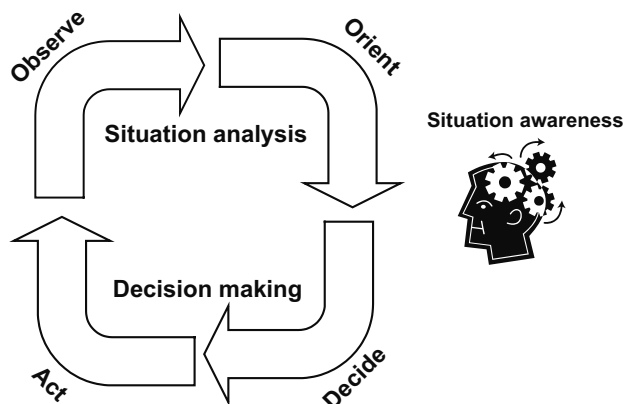 Observe
Orient
Situation analysis
Situation awareness
Decision making
Act
Decide